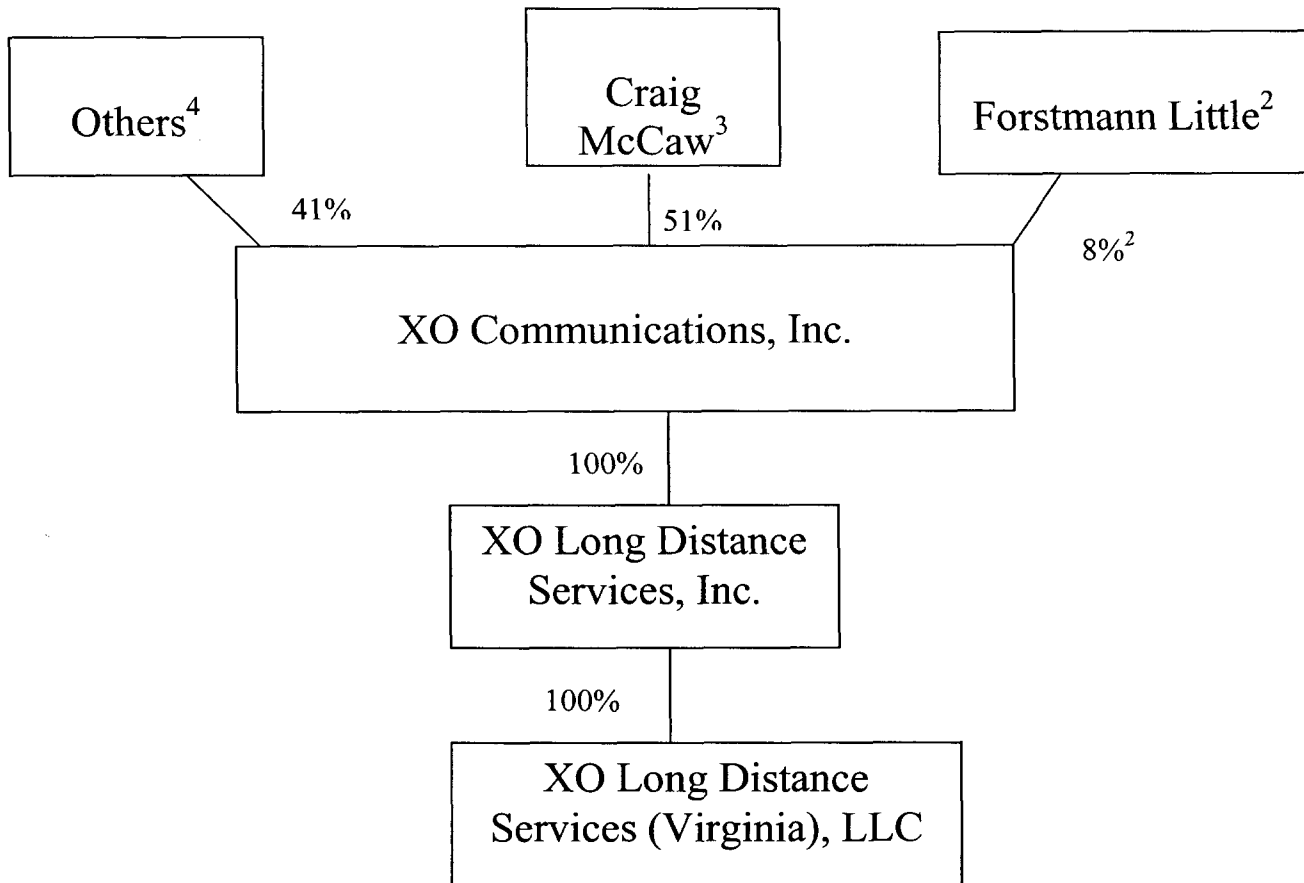 Others⁴
Craig
McCaw³
Forstmann Little²
41%
51%
8%²
XO Communications, Inc.
100%
XO Long Distance
Services, Inc.
100%
XO Long Distance
Services (Virginia), LLC